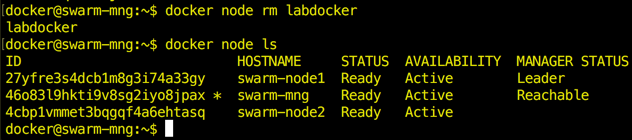 docker@swarm-mng:~$ docker node rm labdocker
labdocker
docker@swarm-mng:~$ docker node ls
ID HOSTNAME STATUS AVAILABILITY MANAGER STATUS
27yfre3s4dcb1m8g3i74a33gy swarm-node1 Ready Active Leader
46o83l9hkti9v8sg2iyo8jpax * swarm-mng Ready Active Reachable
4cbp1vmmet3bqgqf4a6ehtasq swarm-node2 Ready Active
docker@swarm-mng:~$